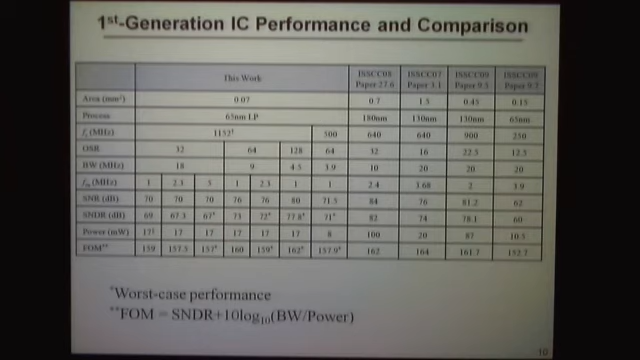 1st-Generation IC Performance and Comparison
This Work ISSCC08 Paper 27.6 ISSCC07 Paper 3.1 ISSCC09 Paper 9.5 ISSCC09 Paper 9.7
Area (mm²) 0.07 0.7 1.5 0.45 0.15
Process 65nm LP 180nm 130nm 130nm 65nm
fs (MHz) 1152† 500 640 640 900 250
OSR 32 64 128 64 32 16 22.5 12.5
BW (MHz) 18 9 4.5 3.9 10 20 20 20
fin (MHz) 1 2.3 5 1 2.3 1 1 2.4 3.68 2 3.9
SNR (dB) 70 70 70 76 76 80 71.5 84 76 81.2 62
SNDR (dB) 69 67.3 67* 73 72* 77.8* 71* 82 74 78.1 60
Power (mW) 17 17 17 17 17 8 100 20 87 10.5
FOM** 159 157.5 157* 160 159* 162* 157.9* 162 164 161.7 152.7
*Worst-case performance
**FOM = SNDR+10log10(BW/Power)
10